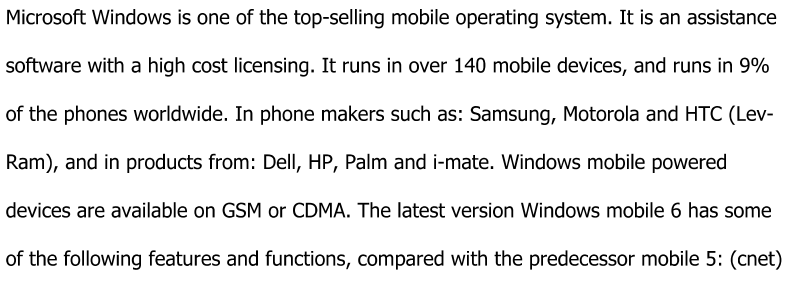 Microsoft Windows is one of the top-selling mobile operating system. It is an assistance
software with a high cost licensing. It runs in over 140 mobile devices, and runs in 9%
of the phones worldwide. In phone makers such as: Samsung, Motorola and HTC (Lev-
Ram), and in products from: Dell, HP, Palm and i-mate. Windows mobile powered
devices are available on GSM or CDMA. The latest version Windows mobile 6 has some
of the following features and functions, compared with the predecessor mobile 5: (cnet)